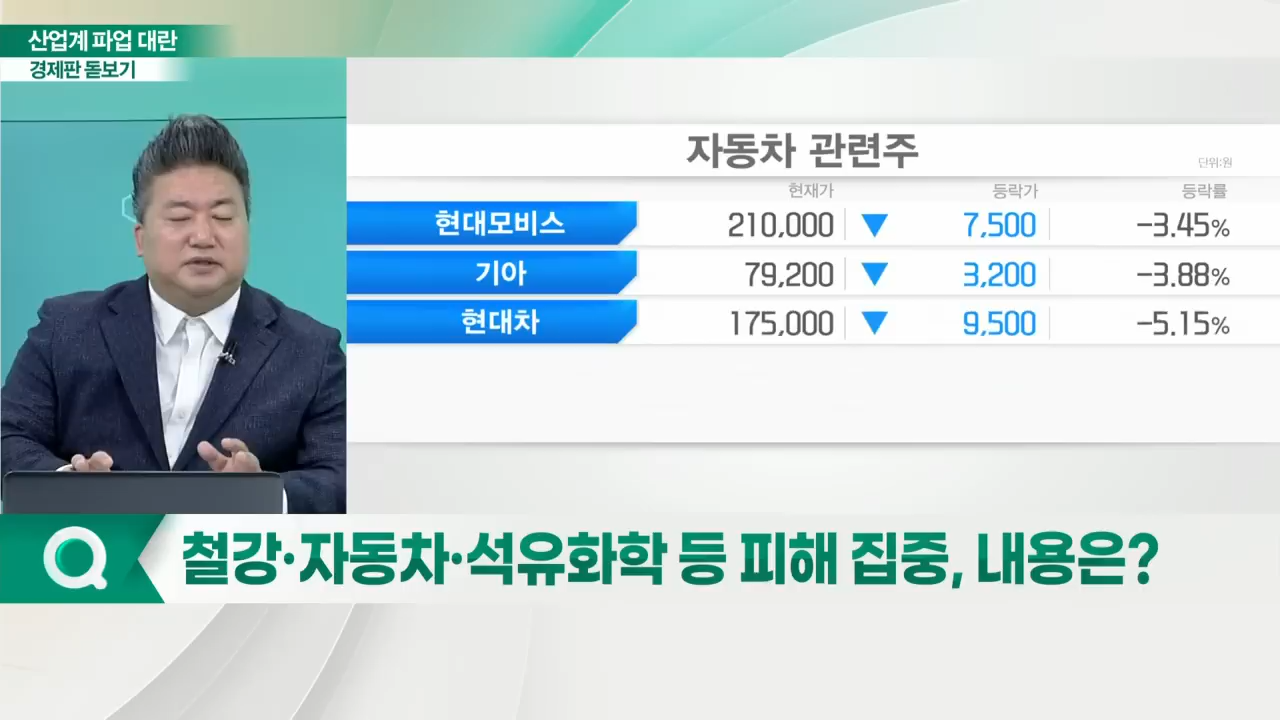 산업계 파업 대란
경제판 돋보기
자동차 관련주
단위:원
현재가 등락가 등락률
현대모비스 210,000 ▼ 7,500 -3.45%
기아 79,200 ▼ 3,200 -3.88%
현대차 175,000 ▼ 9,500 -5.15%
Q 철강·자동차·석유화학 등 피해 집중, 내용은?